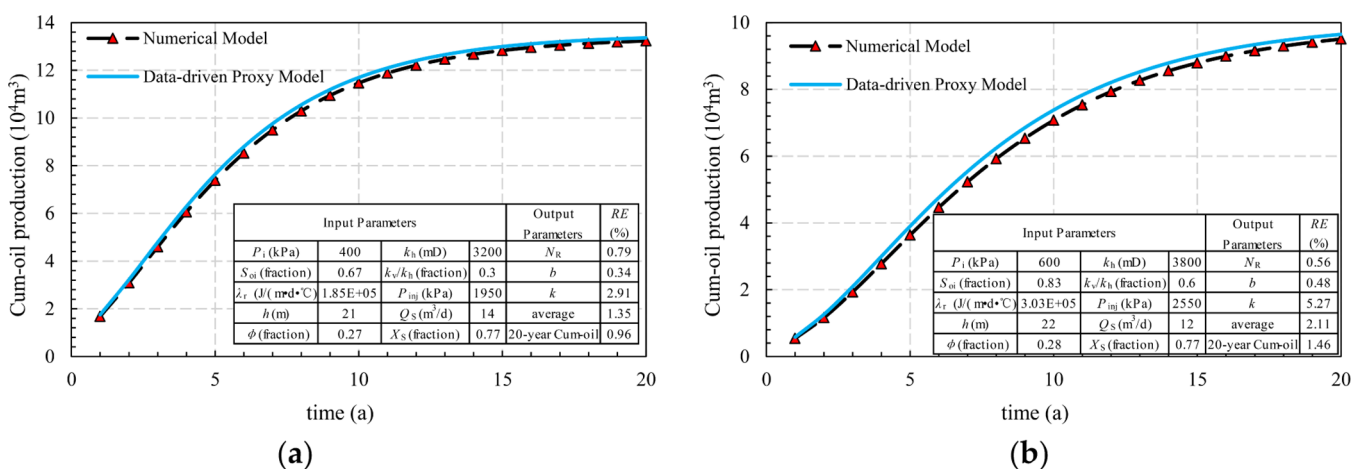 14
12
10
8
6
4
2
0
Cum-oil production (10⁴m³)
Numerical Model
Data-driven Proxy Model
Input Parameters Output Parameters RE (%)
Pᵢ (kPa) 400 kₕ (mD) 3200 N_R 0.79
S_oi (fraction) 0.67 kᵥ/kₕ (fraction) 0.3 b 0.34
λᵣ (J/( m•d•℃) 1.85E+05 P_inj (kPa) 1950 k 2.91
h (m) 21 Q_S (m³/d) 14 average 1.35
ϕ (fraction) 0.27 X_S (fraction) 0.77 20-year Cum-oil 0.96
0 5 10 15 20
time (a)
(a)
10
8
6
4
2
0
Cum-oil production (10⁴m³)
Numerical Model
Data-driven Proxy Model
Input Parameters Output Parameters RE (%)
Pᵢ (kPa) 600 kₕ (mD) 3800 N_R 0.56
S_oi (fraction) 0.83 kᵥ/kₕ (fraction) 0.6 b 0.48
λᵣ (J/( m•d•℃) 3.03E+05 P_inj (kPa) 2550 k 5.27
h (m) 22 Q_S (m³/d) 12 average 2.11
ϕ (fraction) 0.28 X_S (fraction) 0.77 20-year Cum-oil 1.46
0 5 10 15 20
time (a)
(b)